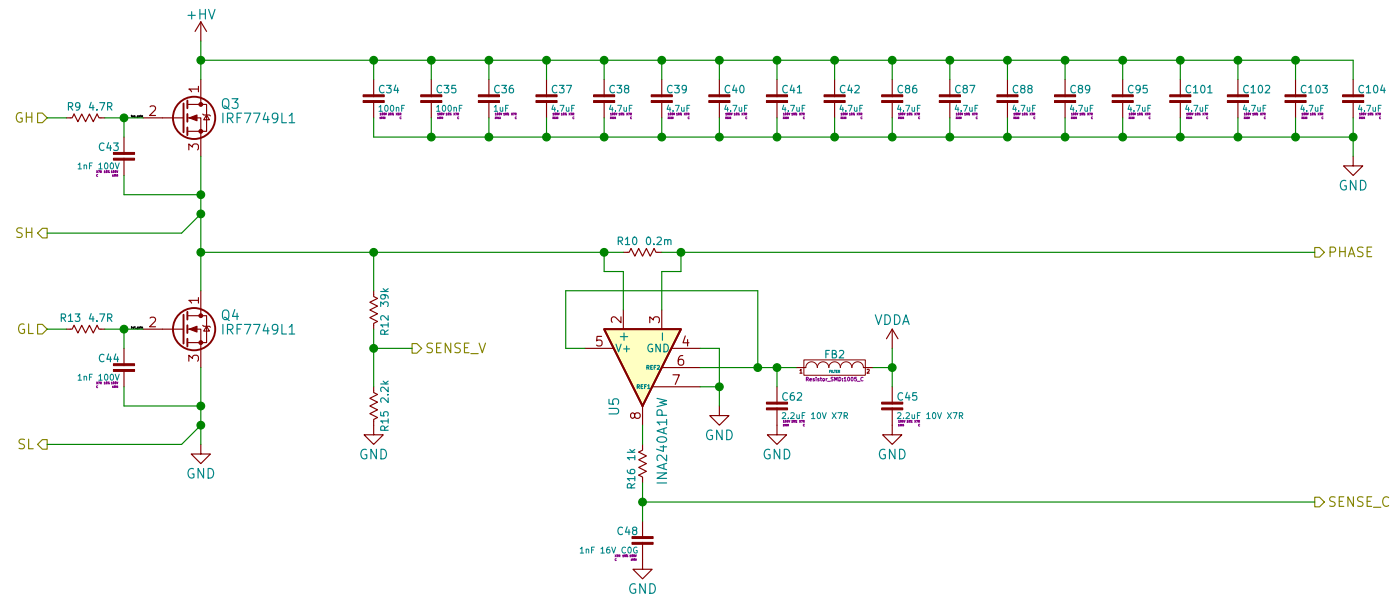 +HV
GH
R9 4.7R
2
1
3
Q3
IRF7749L1
C43
1nF 100V
SH
C34
100nF
C35
100nF
C36
1uF
C37
4.7uF
C38
4.7uF
C39
4.7uF
C40
4.7uF
C41
4.7uF
C42
4.7uF
C86
4.7uF
C87
4.7uF
C88
4.7uF
C89
4.7uF
C95
4.7uF
C101
4.7uF
C102
4.7uF
C103
4.7uF
C104
4.7uF
GND
R10 0.2m
PHASE
GL
R13 4.7R
2
1
3
Q4
IRF7749L1
C44
1nF 100V
SL
GND
R12 39k
SENSE_V
R15 2.2k
GND
2
3
+
-
5
V+
GND
4
REF2
6
REF1
7
8
U5
INA240A1PW
GND
VDDA
FB2
1
FILTER
2
Resistor_SMD:1005_C
C62
2.2uF 10V X7R
GND
C45
2.2uF 10V X7R
GND
R16 1k
SENSE_C
C48
1nF 16V C0G
GND